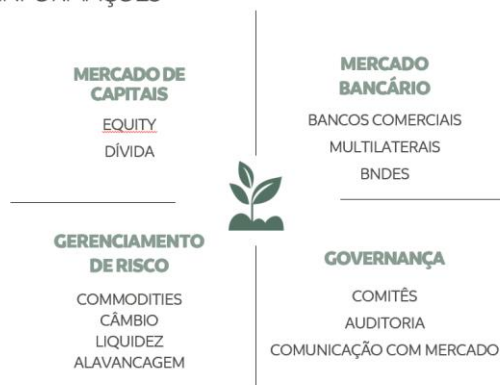 MERCADO DE
CAPITAIS
EQUITY
DÍVIDA
MERCADO
BANCÁRIO
BANCOS COMERCIAIS
MULTILATERAIS
BNDES
GERENCIAMENTO
DE RISCO
COMMODITIES
CÂMBIO
LIQUIDEZ
ALAVANCAGEM
GOVERNANÇA
COMITÊS
AUDITORIA
COMUNICAÇÃO COM MERCADO